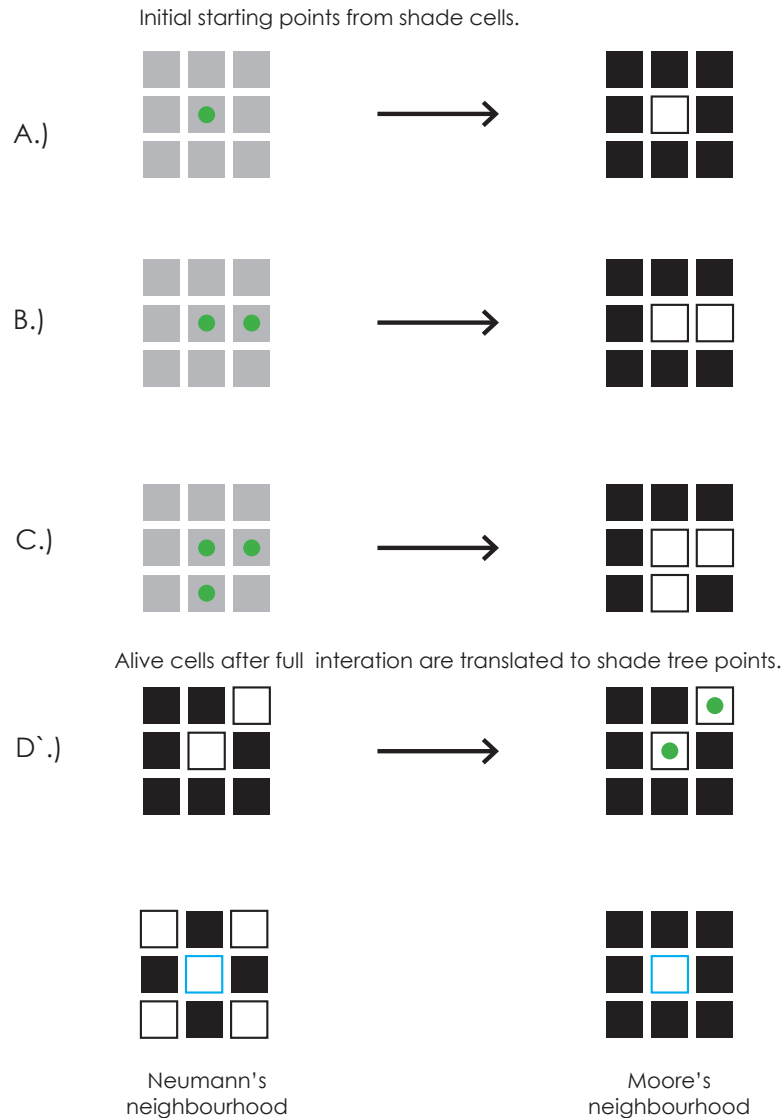 Initial starting points from shade cells.
A.)
B.)
C.)
Alive cells after full interation are translated to shade tree points.
D`.)
Neumann's
neighbourhood
Moore's
neighbourhood